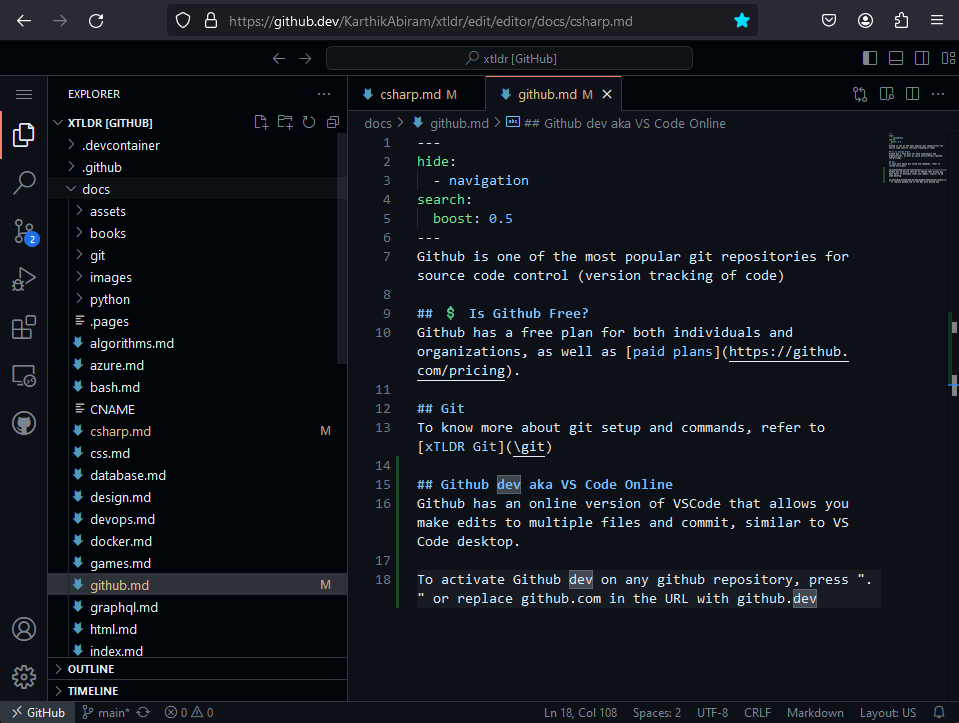 https://github.dev/KarthikAbiram/xtldr/edit/editor/docs/csharp.md
xtldr [GitHub]
EXPLORER
XTLDR [GITHUB]
.devcontainer
.github
docs
assets
books
git
images
python
.pages
algorithms.md
azure.md
bash.md
CNAME
csharp.md M
css.md
database.md
design.md
devops.md
docker.md
games.md
github.md M
graphql.md
html.md
index.md
OUTLINE
TIMELINE
2
csharp.md M
github.md M
docs > github.md > abc ## Github dev aka VS Code Online
1 ---
2 hide:
3 - navigation
4 search:
5 boost: 0.5
6 ---
7 Github is one of the most popular git repositories for
source code control (version tracking of code)
8
9 ## 💲 Is Github Free?
10 Github has a free plan for both individuals and
organizations, as well as [paid plans](https://github.
com/pricing).
11
12 ## Git
13 To know more about git setup and commands, refer to
[xTLDR Git](\git)
14
15 ## Github dev aka VS Code Online
16 Github has an online version of VSCode that allows you
make edits to multiple files and commit, similar to VS
Code desktop.
17
18 To activate Github dev on any github repository, press ".
" or replace github.com in the URL with github.dev
GitHub main* 0 0 Ln 18, Col 108 Spaces: 2 UTF-8 CRLF Markdown Layout: US